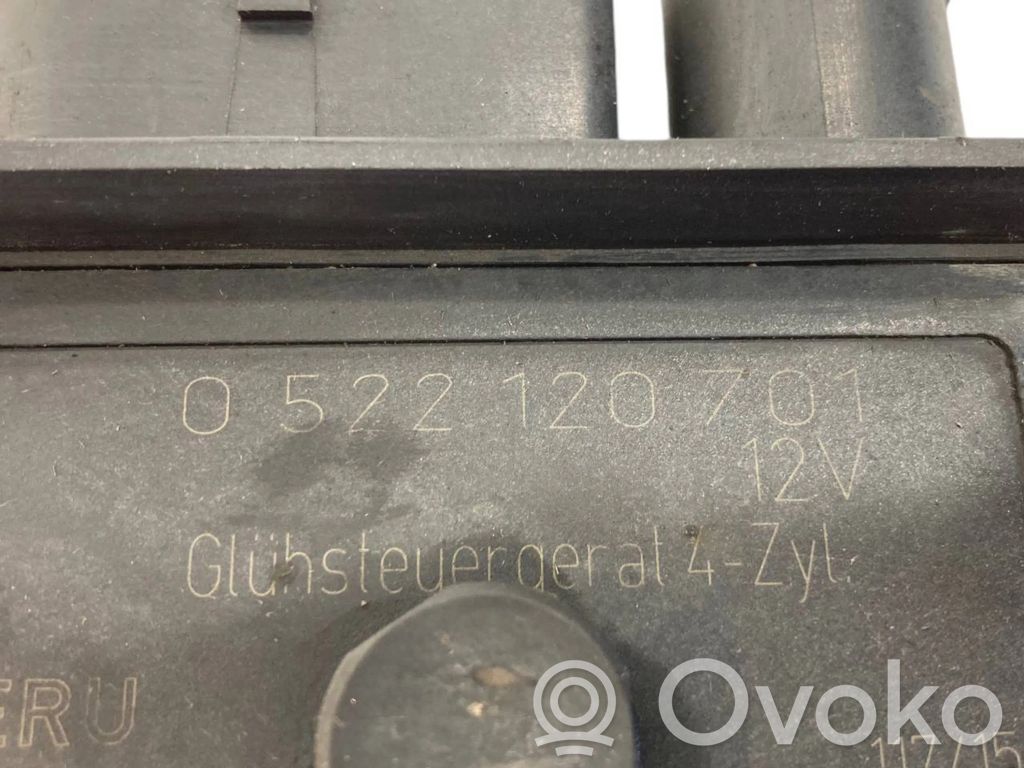 0 522 120 701
12V
Glühsteuergerät 4-Zyl.
ERU
Ovoko